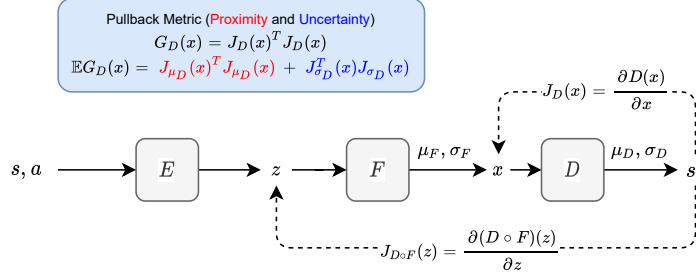 Pullback Metric (Proximity and Uncertainty)
G_D(x) = J_D(x)^T J_D(x)
𝔼G_D(x) = J_{μ_D}(x)^T J_{μ_D}(x) + J_{σ_D}^T(x) J_{σ_D}(x)
J_D(x) = ∂D(x) / ∂x
s, a E z F μ_F, σ_F x D μ_D, σ_D s
J_{D∘F}(z) = ∂(D ∘ F)(z) / ∂z